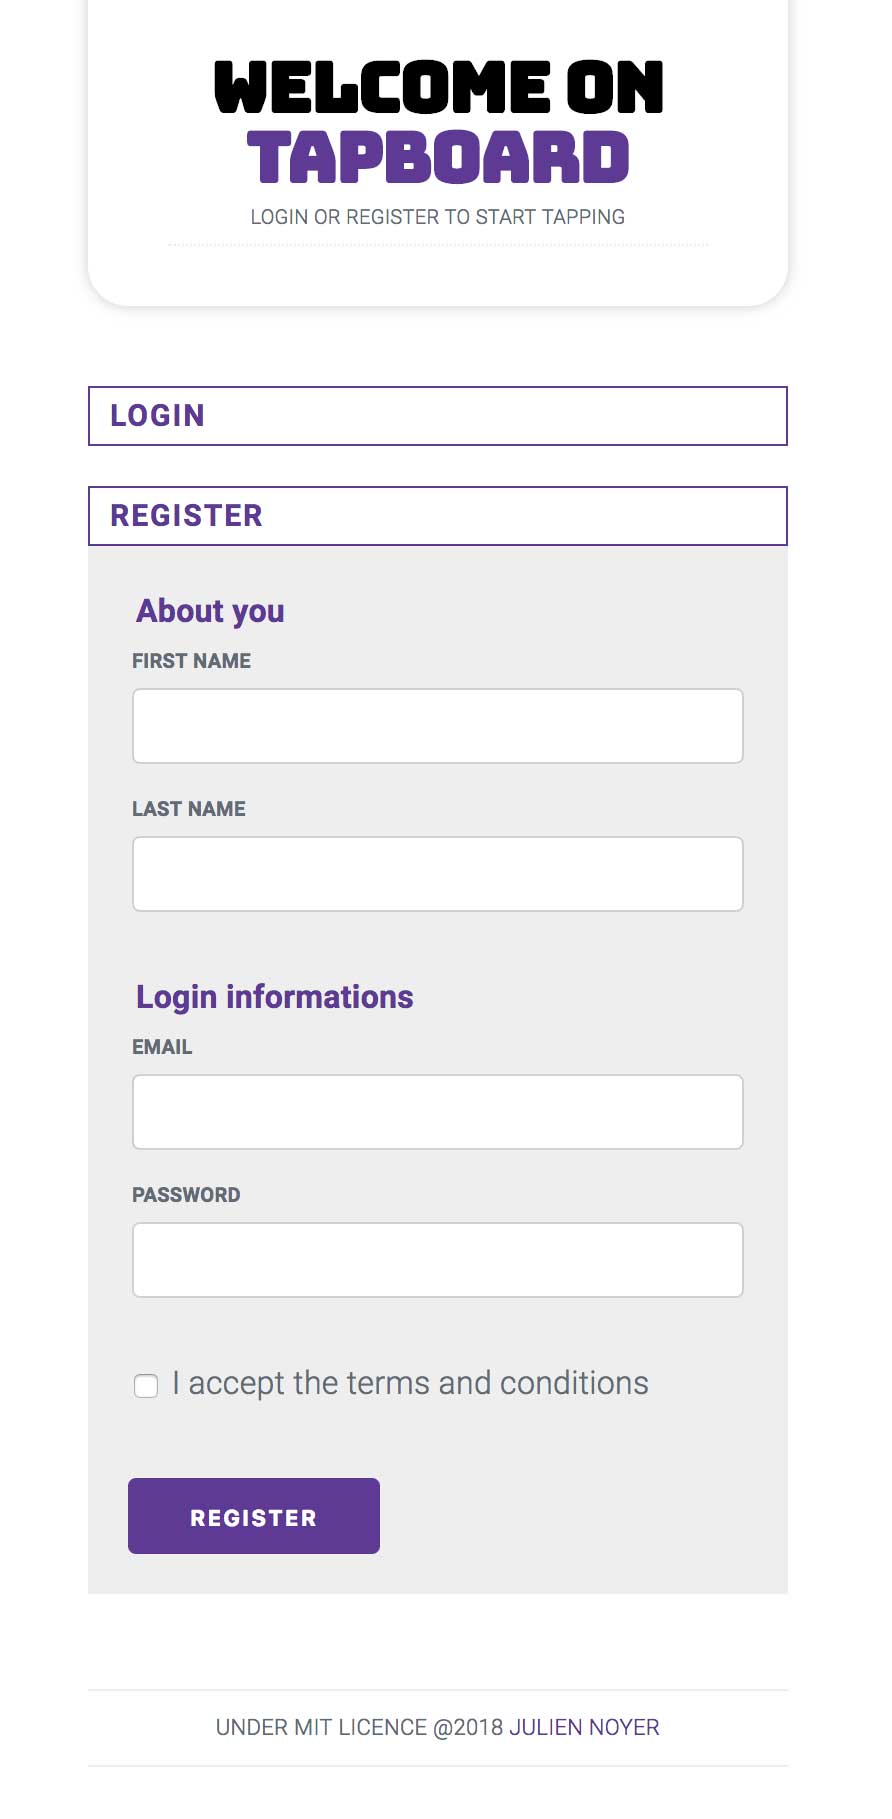 WELCOME ON
TAPBOARD
LOGIN OR REGISTER TO START TAPPING
LOGIN
REGISTER
About you
FIRST NAME
LAST NAME
Login informations
EMAIL
PASSWORD
I accept the terms and conditions
REGISTER
UNDER MIT LICENCE @2018 JULIEN NOYER